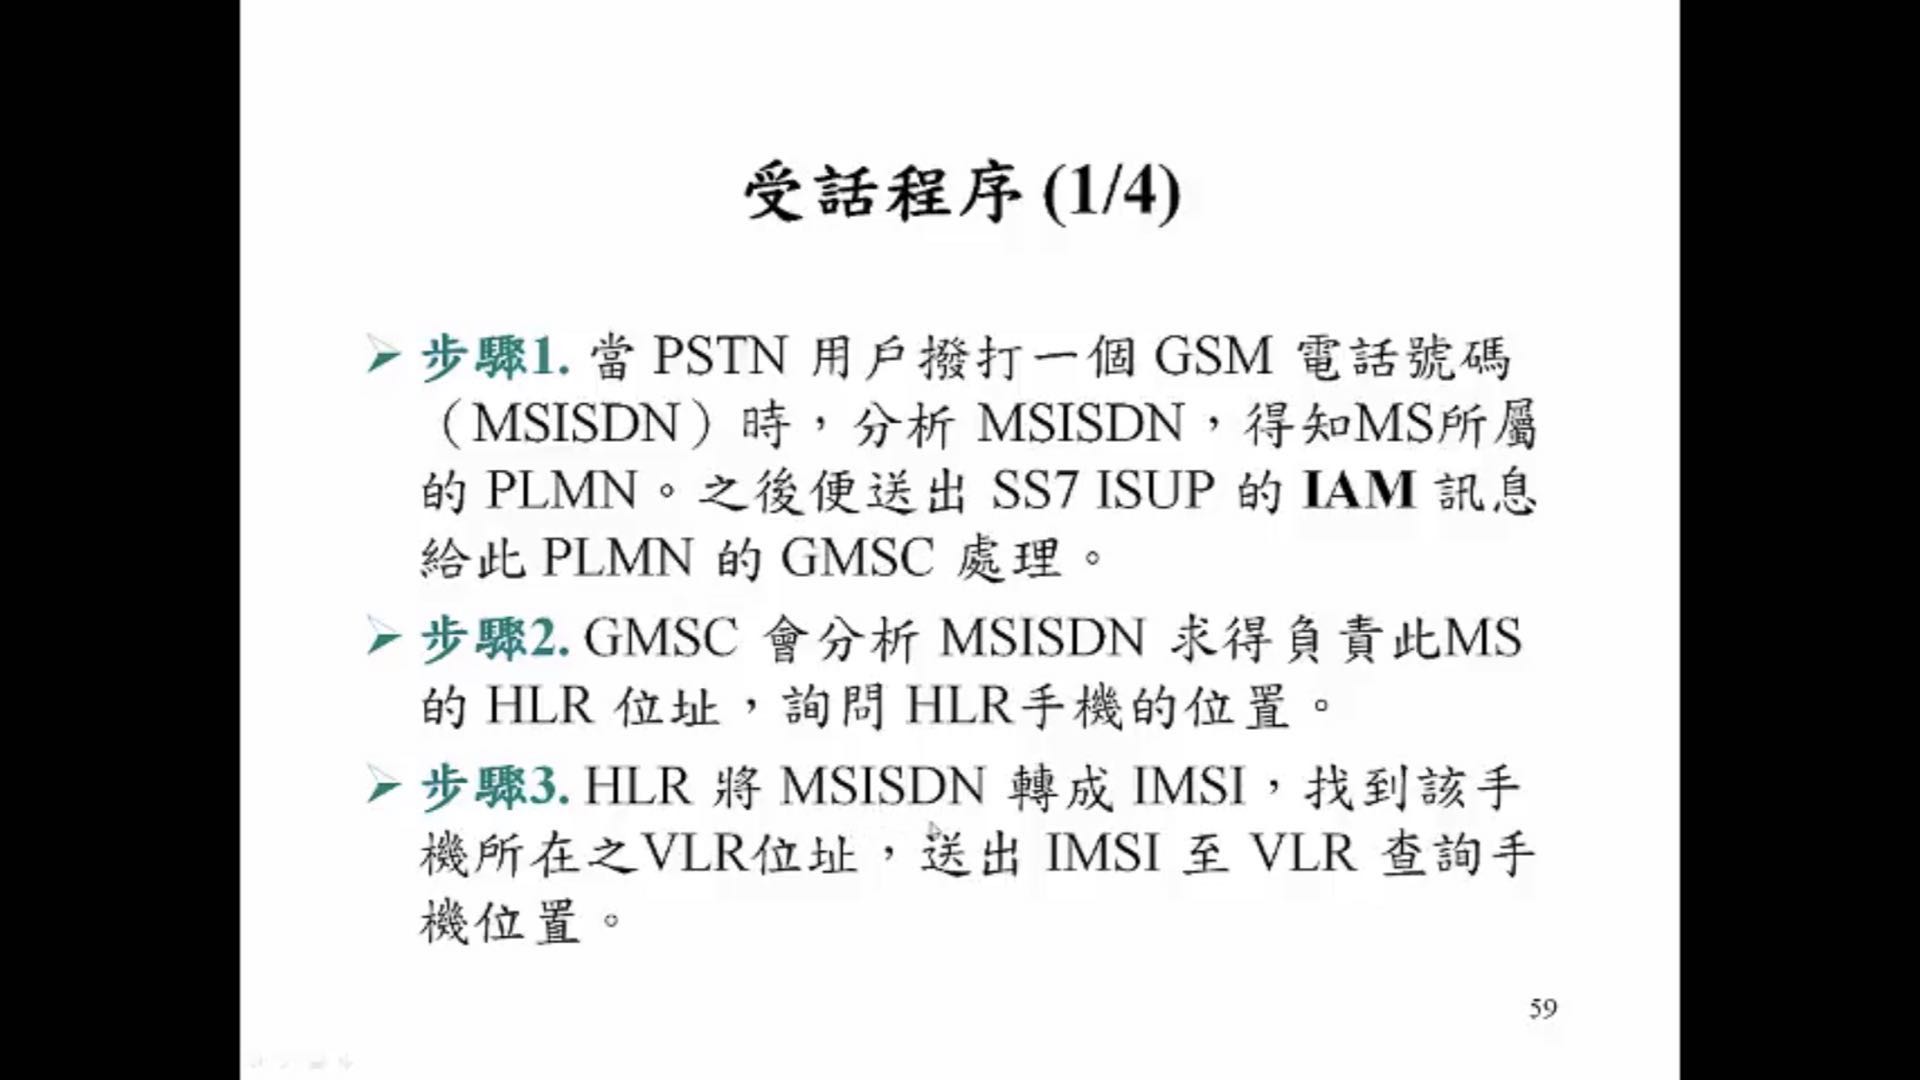 受話程序 (1/4)
步驟1. 當 PSTN 用戶撥打一個 GSM 電話號碼
（MSISDN）時，分析 MSISDN，得知MS所屬
的 PLMN。之後便送出 SS7 ISUP 的 IAM 訊息
給此 PLMN 的 GMSC 處理。
步驟2. GMSC 會分析 MSISDN 求得負責此MS
的 HLR 位址，詢問 HLR手機的位置。
步驟3. HLR 將 MSISDN 轉成 IMSI，找到該手
機所在之VLR位址，送出 IMSI 至 VLR 查詢手
機位置。
59